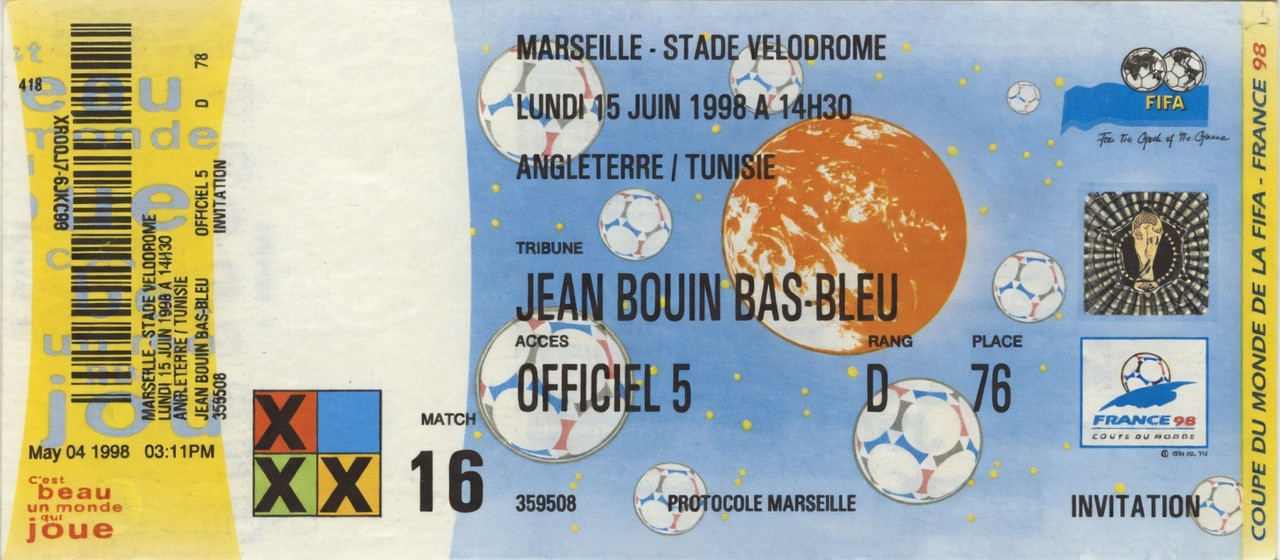 418
XROOJ7-6JKC99
MARSEILLE - STADE VELODROME
LUNDI 15 JUIN 1998 A 14H30
ANGLETERRE / TUNISIE
JEAN BOUIN BAS-BLEU
359508
OFFICIEL 5 D 78
INVITATION
May 04 1998 03:11PM
C'est
beau
un monde
qui
joue
X
X X
MATCH
16
MARSEILLE - STADE VELODROME
LUNDI 15 JUIN 1998 A 14H30
ANGLETERRE / TUNISIE
TRIBUNE
JEAN BOUIN BAS-BLEU
ACCES RANG PLACE
OFFICIEL 5 D 76
359508 PROTOCOLE MARSEILLE
INVITATION
FIFA
For the Good of the Game
FRANCE 98
COUPE DU MONDE
COUPE DU MONDE DE LA FIFA - FRANCE 98